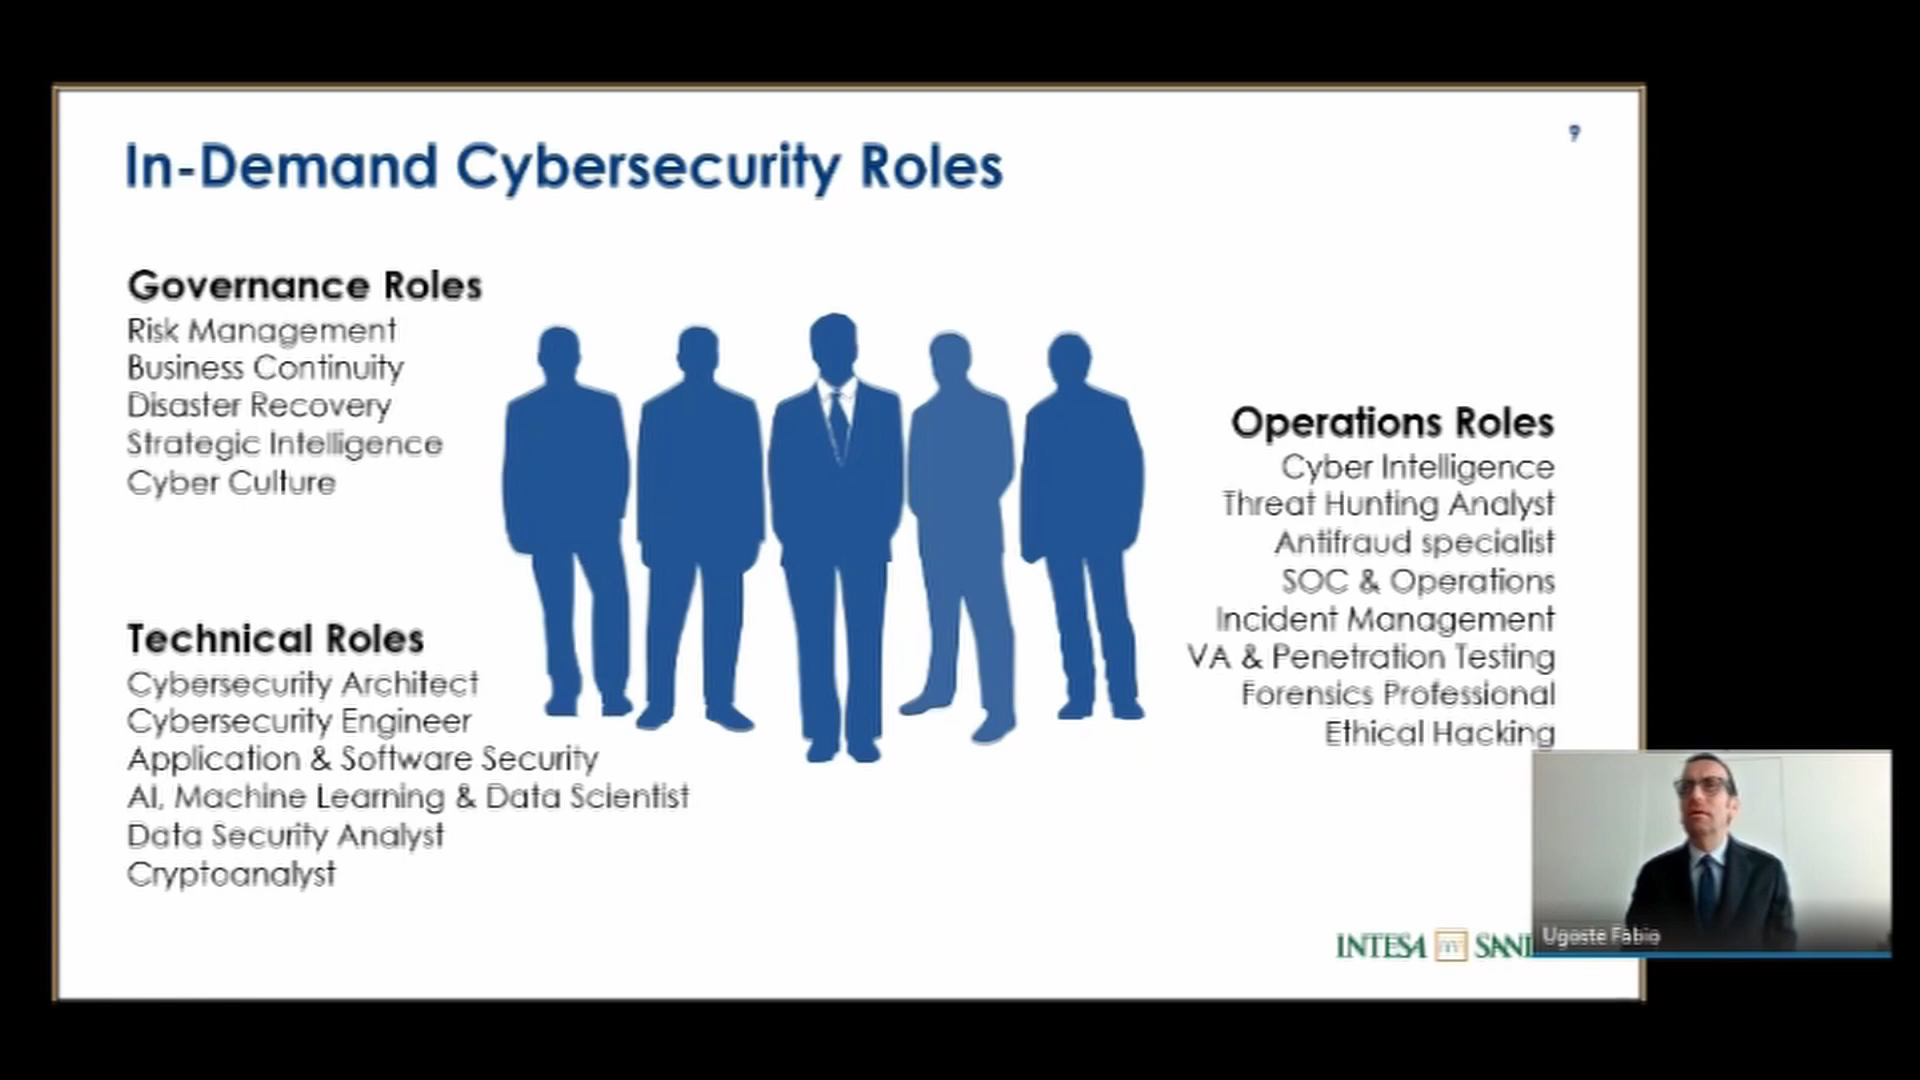 9
In-Demand Cybersecurity Roles
Governance Roles
Risk Management
Business Continuity
Disaster Recovery
Strategic Intelligence
Cyber Culture
Technical Roles
Cybersecurity Architect
Cybersecurity Engineer
Application & Software Security
AI, Machine Learning & Data Scientist
Data Security Analyst
Cryptoanalyst
Operations Roles
Cyber Intelligence
Threat Hunting Analyst
Antifraud specialist
SOC & Operations
Incident Management
VA & Penetration Testing
Forensics Professional
Ethical Hacking
INTESA
Ugoste Fabio